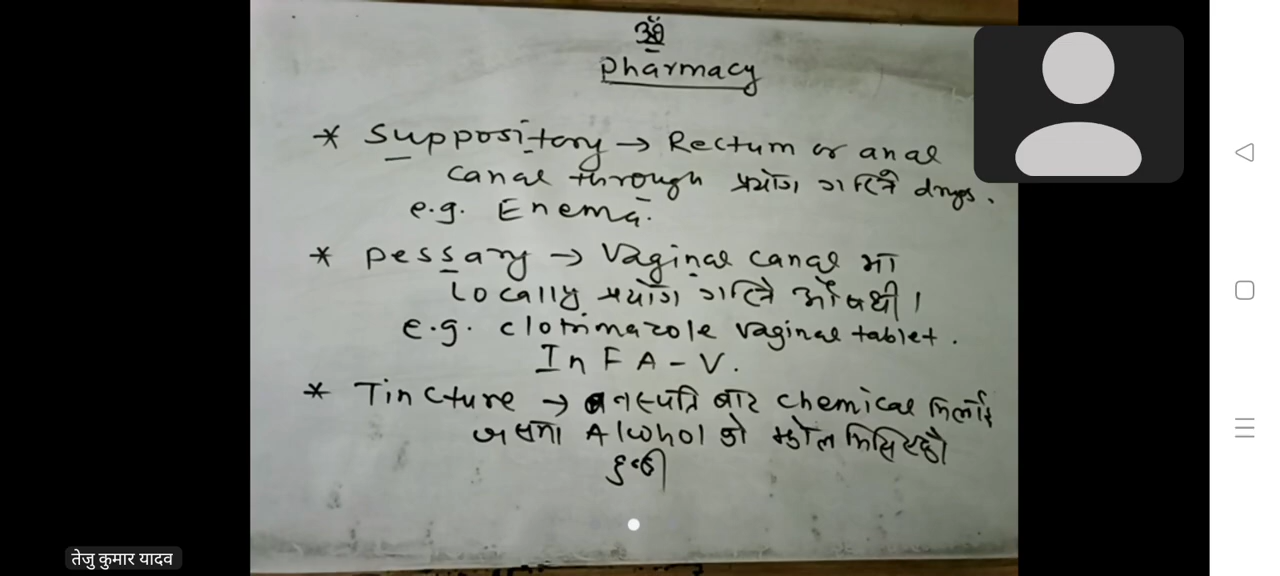 ॐ
Pharmacy
* Suppository → Rectum or anal
canal through प्रयोग गरिने drugs.
e.g. Enema.
* Pessary → Vaginal canal मा
Locally प्रयोग गरिने औषधी।
e.g. clotrimazole vaginal tablet.
In F A - V.
* Tincture → वनस्पति बाट chemical
जसमा Alcohol को झोल मिसिएको
हुन्छ
तेजु कुमार यादव